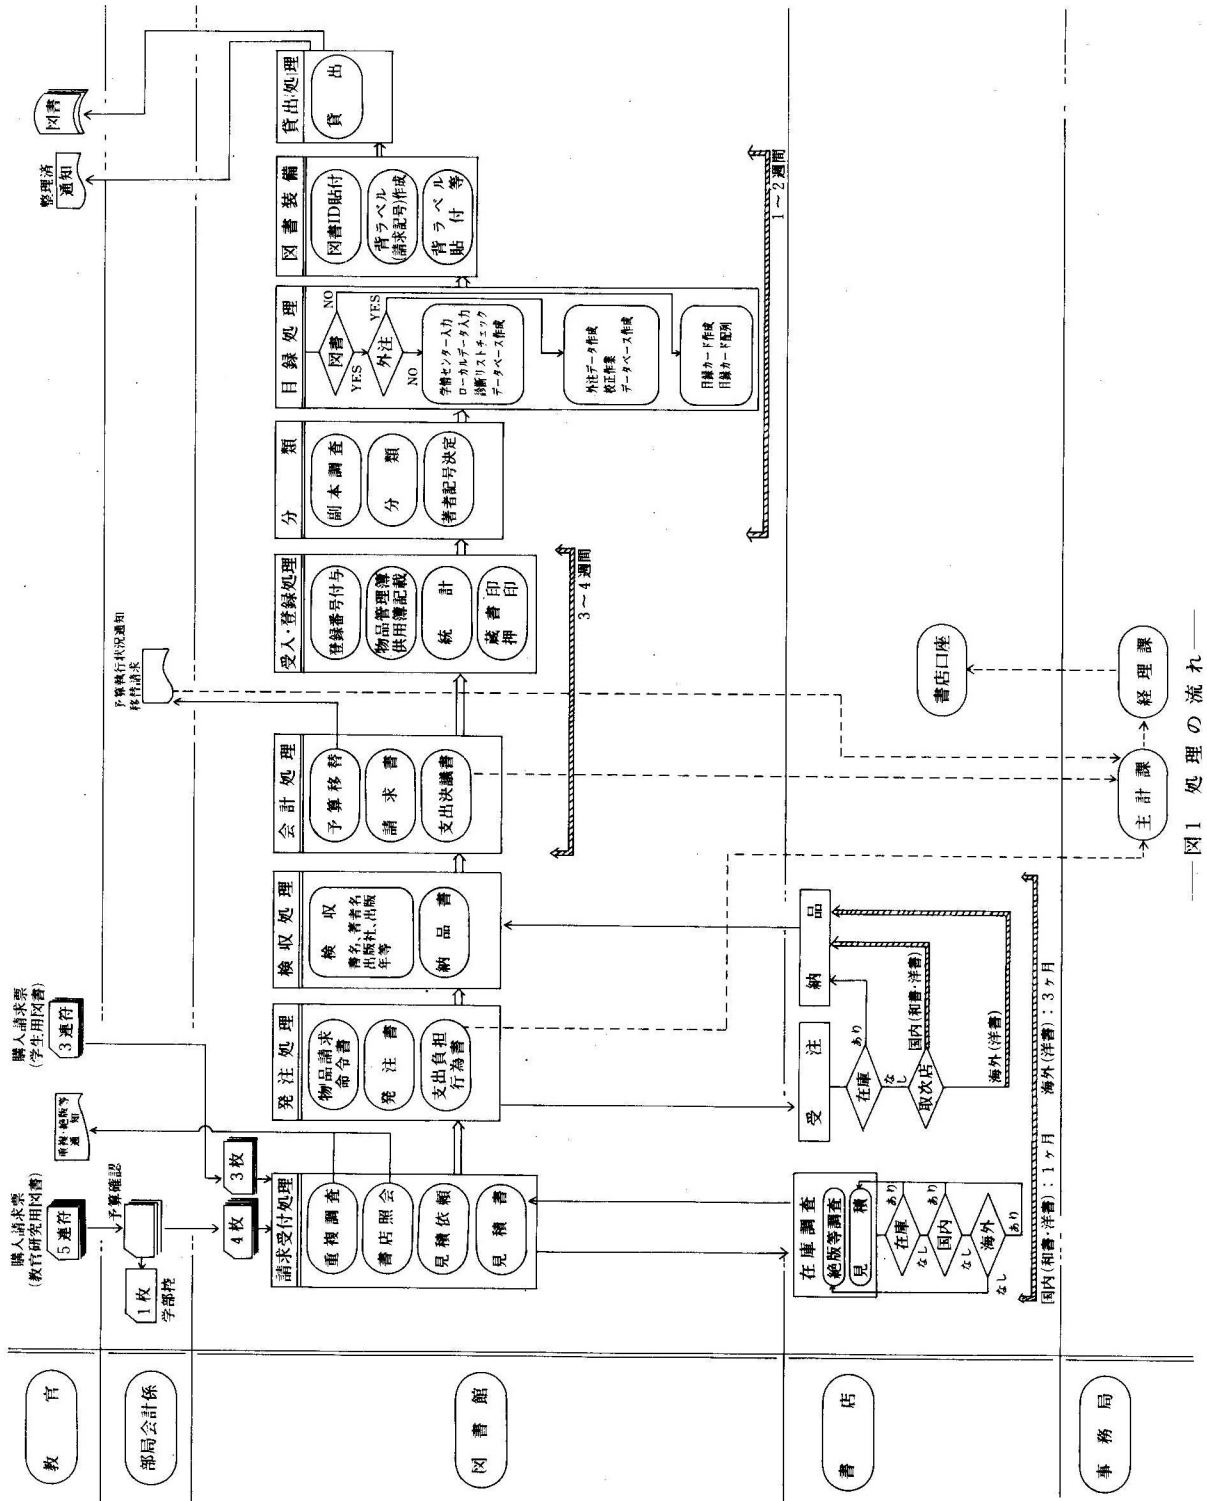 教官
部局会計係
図書館
書店
事務局
購入請求票
(教官研究用図書)
5連符
予算確認
1枚
学部控
4枚
購入請求票
(学生用図書)
3連符
3枚
重複・絶版等
通知
請求受付処理
重複調査
書店照会
見積依頼
見積書
発注処理
物品請求
命令書
発注書
支出負担
行為書
検収処理
検収
書名、著者名
出版社、出版
年等
納品書
会計処理
予算移替
請求書
支出決議書
予算執行状況通知
移替請求
受入・登録処理
登録番号付与
物品管理簿
供用簿記載
統計
蔵書印
押印
3〜4週間
分類
副本調査
分類
著者記号決定
目録処理
図書
NO
YES
外注
YES
NO
学情センター入力
ローカルデータ入力
診断リストチェック
データベース作成
外注データ作成
校正作業
データベース作成
目録カード作成
目録カード配列
図書装備
図書ID貼付
背ラベル
(請求記号)作成
背ラベル
貼付等
1〜2週間
貸出処理
貸出
整理済
通知
図書
在庫調査
絶版等調査
見積
在庫
あり
なし
国内
あり
なし
海外
あり
なし
受注
在庫
あり
なし
取次店
国内(和書・洋書)
海外(洋書)
納品
国内(和書・洋書):1ヶ月 海外(洋書):3ヶ月
書店口座
主計課
経理課
―図1 処理の流れ―